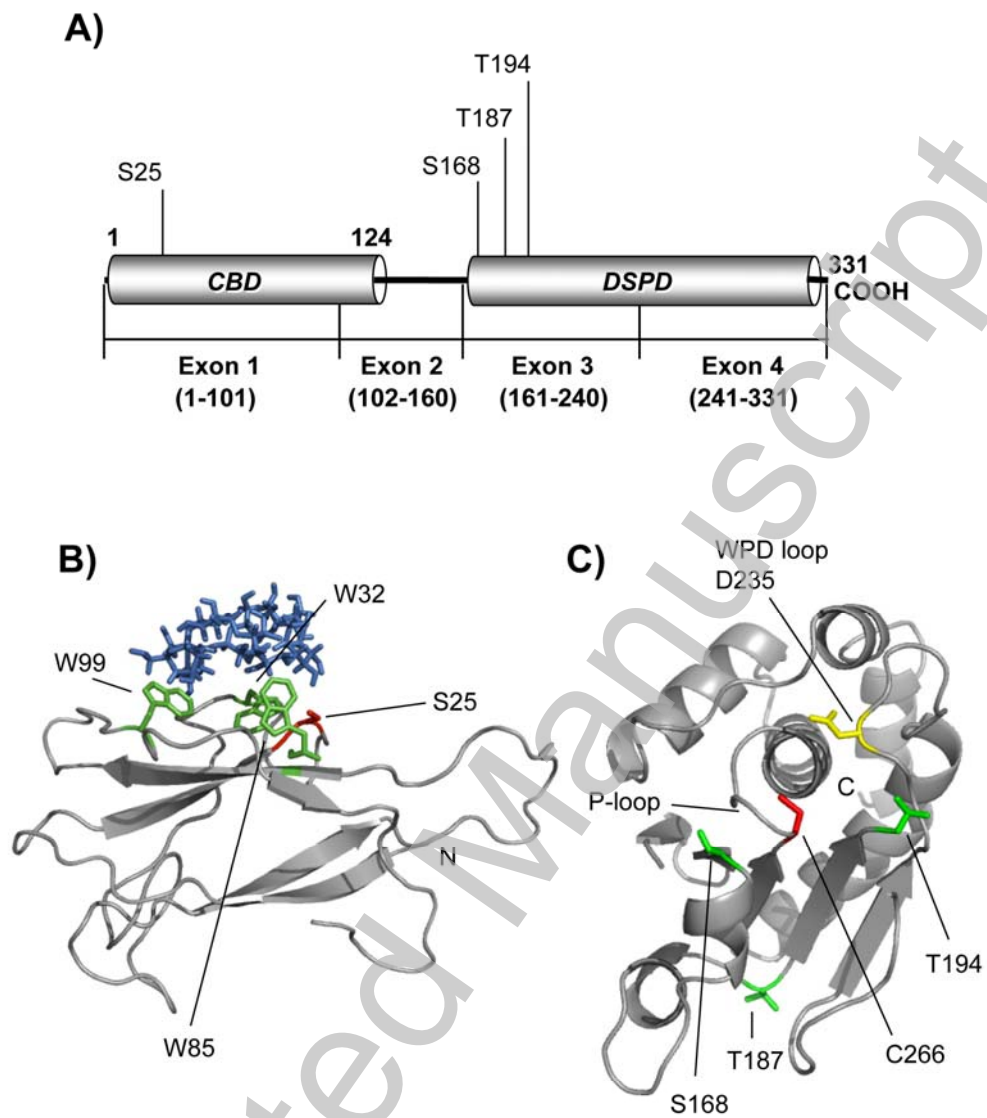 A)
T194
T187
S168
S25
1
124
331
CBD
DSPD
COOH
Exon 1
Exon 2
Exon 3
Exon 4
(1-101)
(102-160)
(161-240)
(241-331)
B)
W32
W99
S25
N
W85
C)
WPD loop
D235
P-loop
C
T194
C266
T187
S168
ted Manuscript